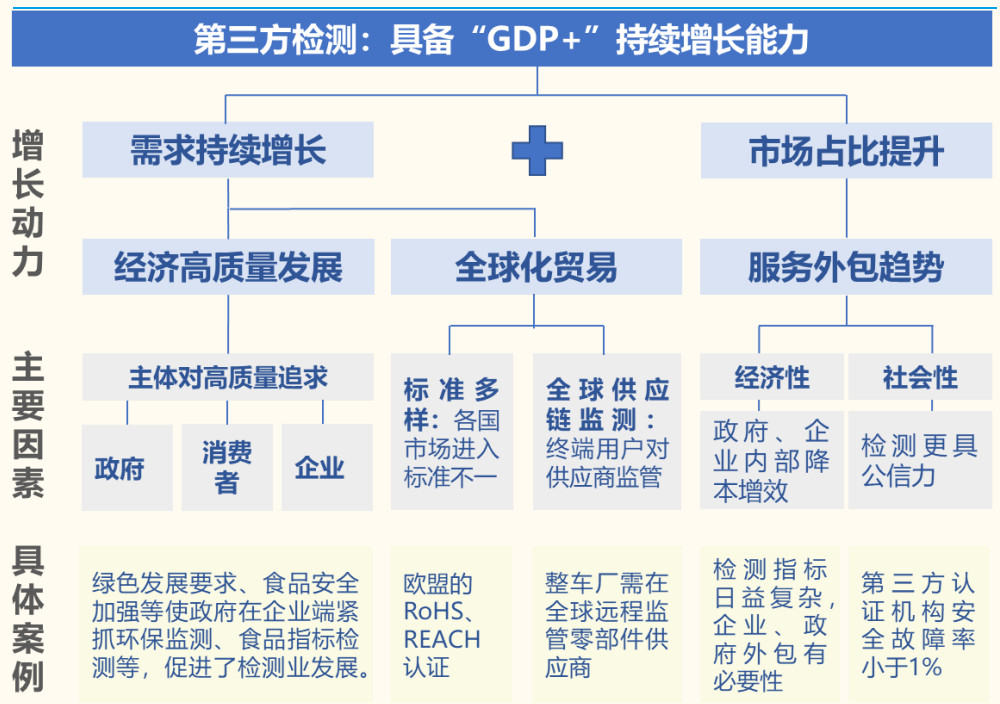 第三方检测：具备“GDP+”持续增长能力
增长动力
需求持续增长
市场占比提升
经济高质量发展
全球化贸易
服务外包趋势
主要因素
主体对高质量追求
政府
消费
者
企业
标准多
样：各国
市场进入
标准不一
全球供应
链监测：
终端用户对
供应商监管
经济性
政府、企
业内部降
本增效
社会性
检测更具
公信力
具体案例
绿色发展要求、食品安全
加强等使政府在企业端紧
抓环保监测、食品指标检
测等，促进了检测业发展。
欧盟的
RoHS、
REACH
认证
整车厂需在
全球远程监
管零部件供
应商
检测指标
日益复杂，
企业、政
府外包有
必要性
第三方认
证机构安
全故障率
小于1%